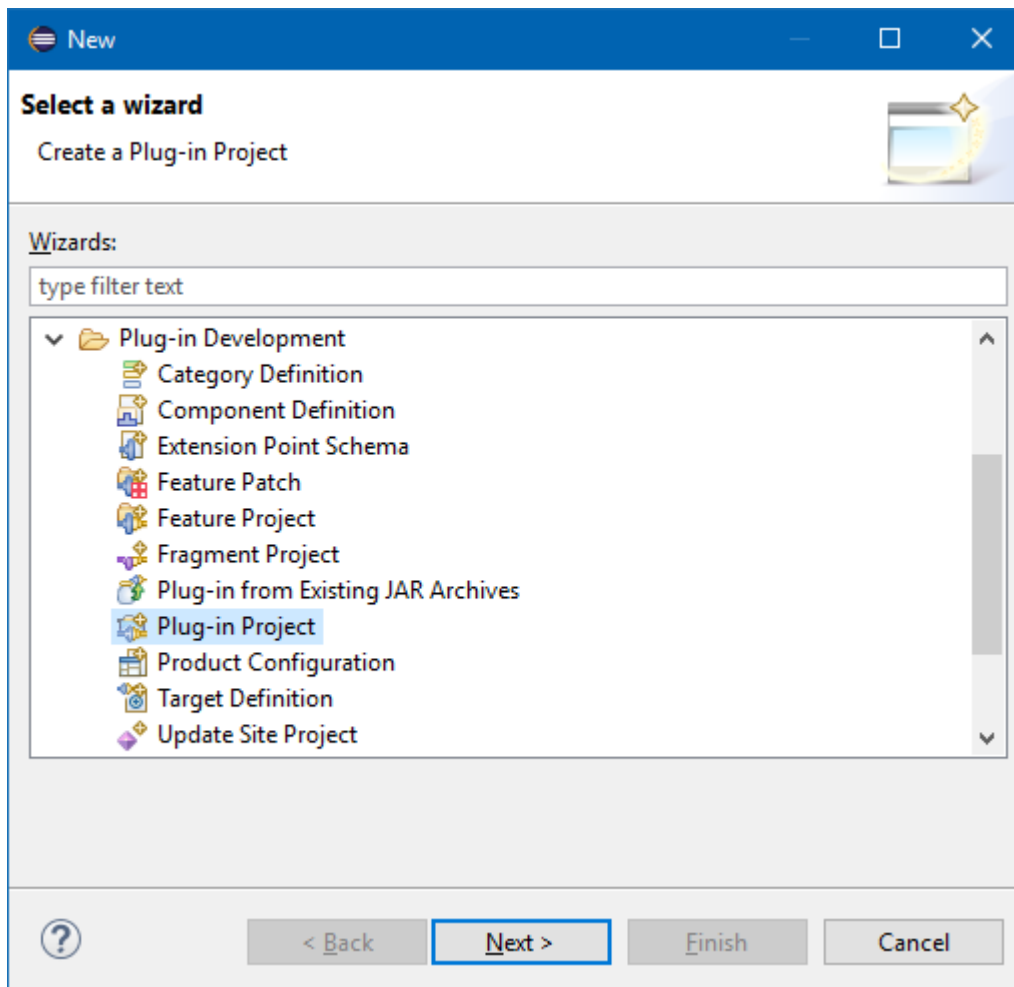 New
Select a wizard
Create a Plug-in Project
Wizards:
type filter text
Plug-in Development
Category Definition
Component Definition
Extension Point Schema
Feature Patch
Feature Project
Fragment Project
Plug-in from Existing JAR Archives
Plug-in Project
Product Configuration
Target Definition
Update Site Project
? < Back Next > Finish Cancel